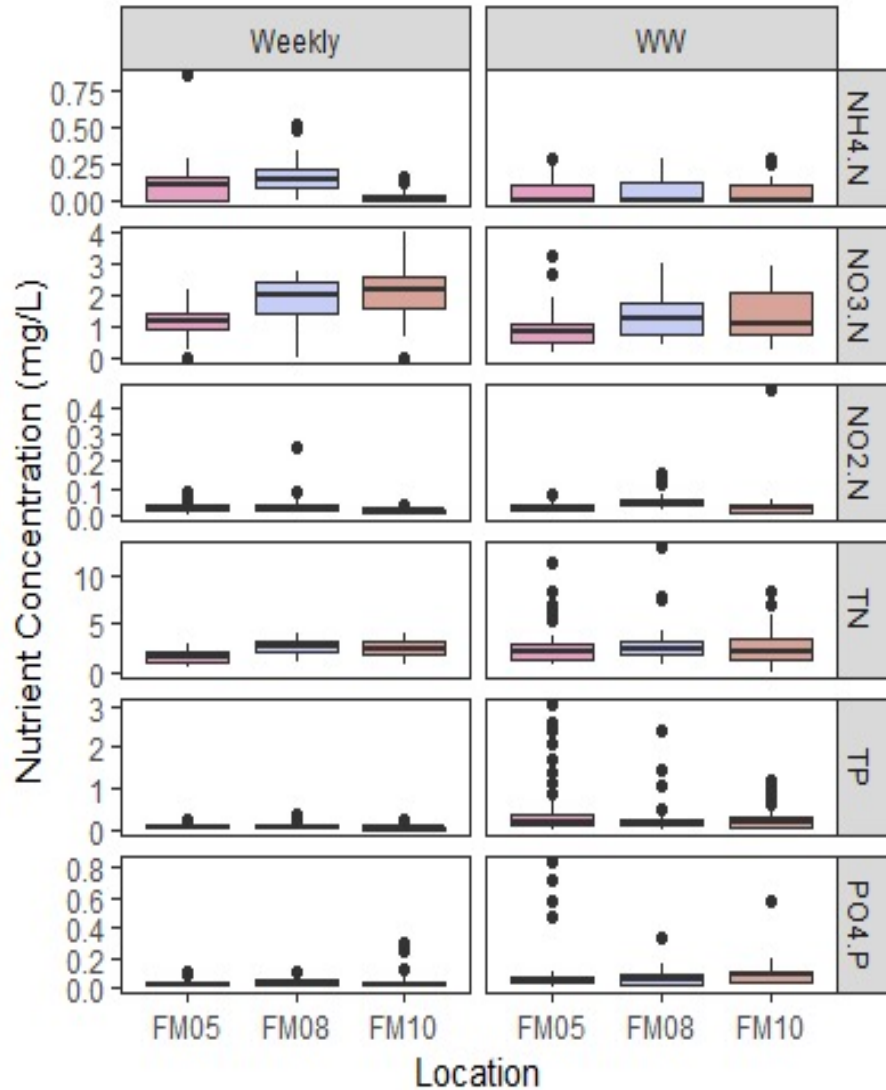 Weekly WW
0.75
0.50
0.25
0.00
NH4.N
4
3
2
1
0
NO3.N
0.4
0.3
0.2
0.1
0.0
NO2.N
10
5
0
TN
3
2
1
0
TP
0.8
0.6
0.4
0.2
0.0
PO4.P
Nutrient Concentration (mg/L)
FM05 FM08 FM10 FM05 FM08 FM10
Location